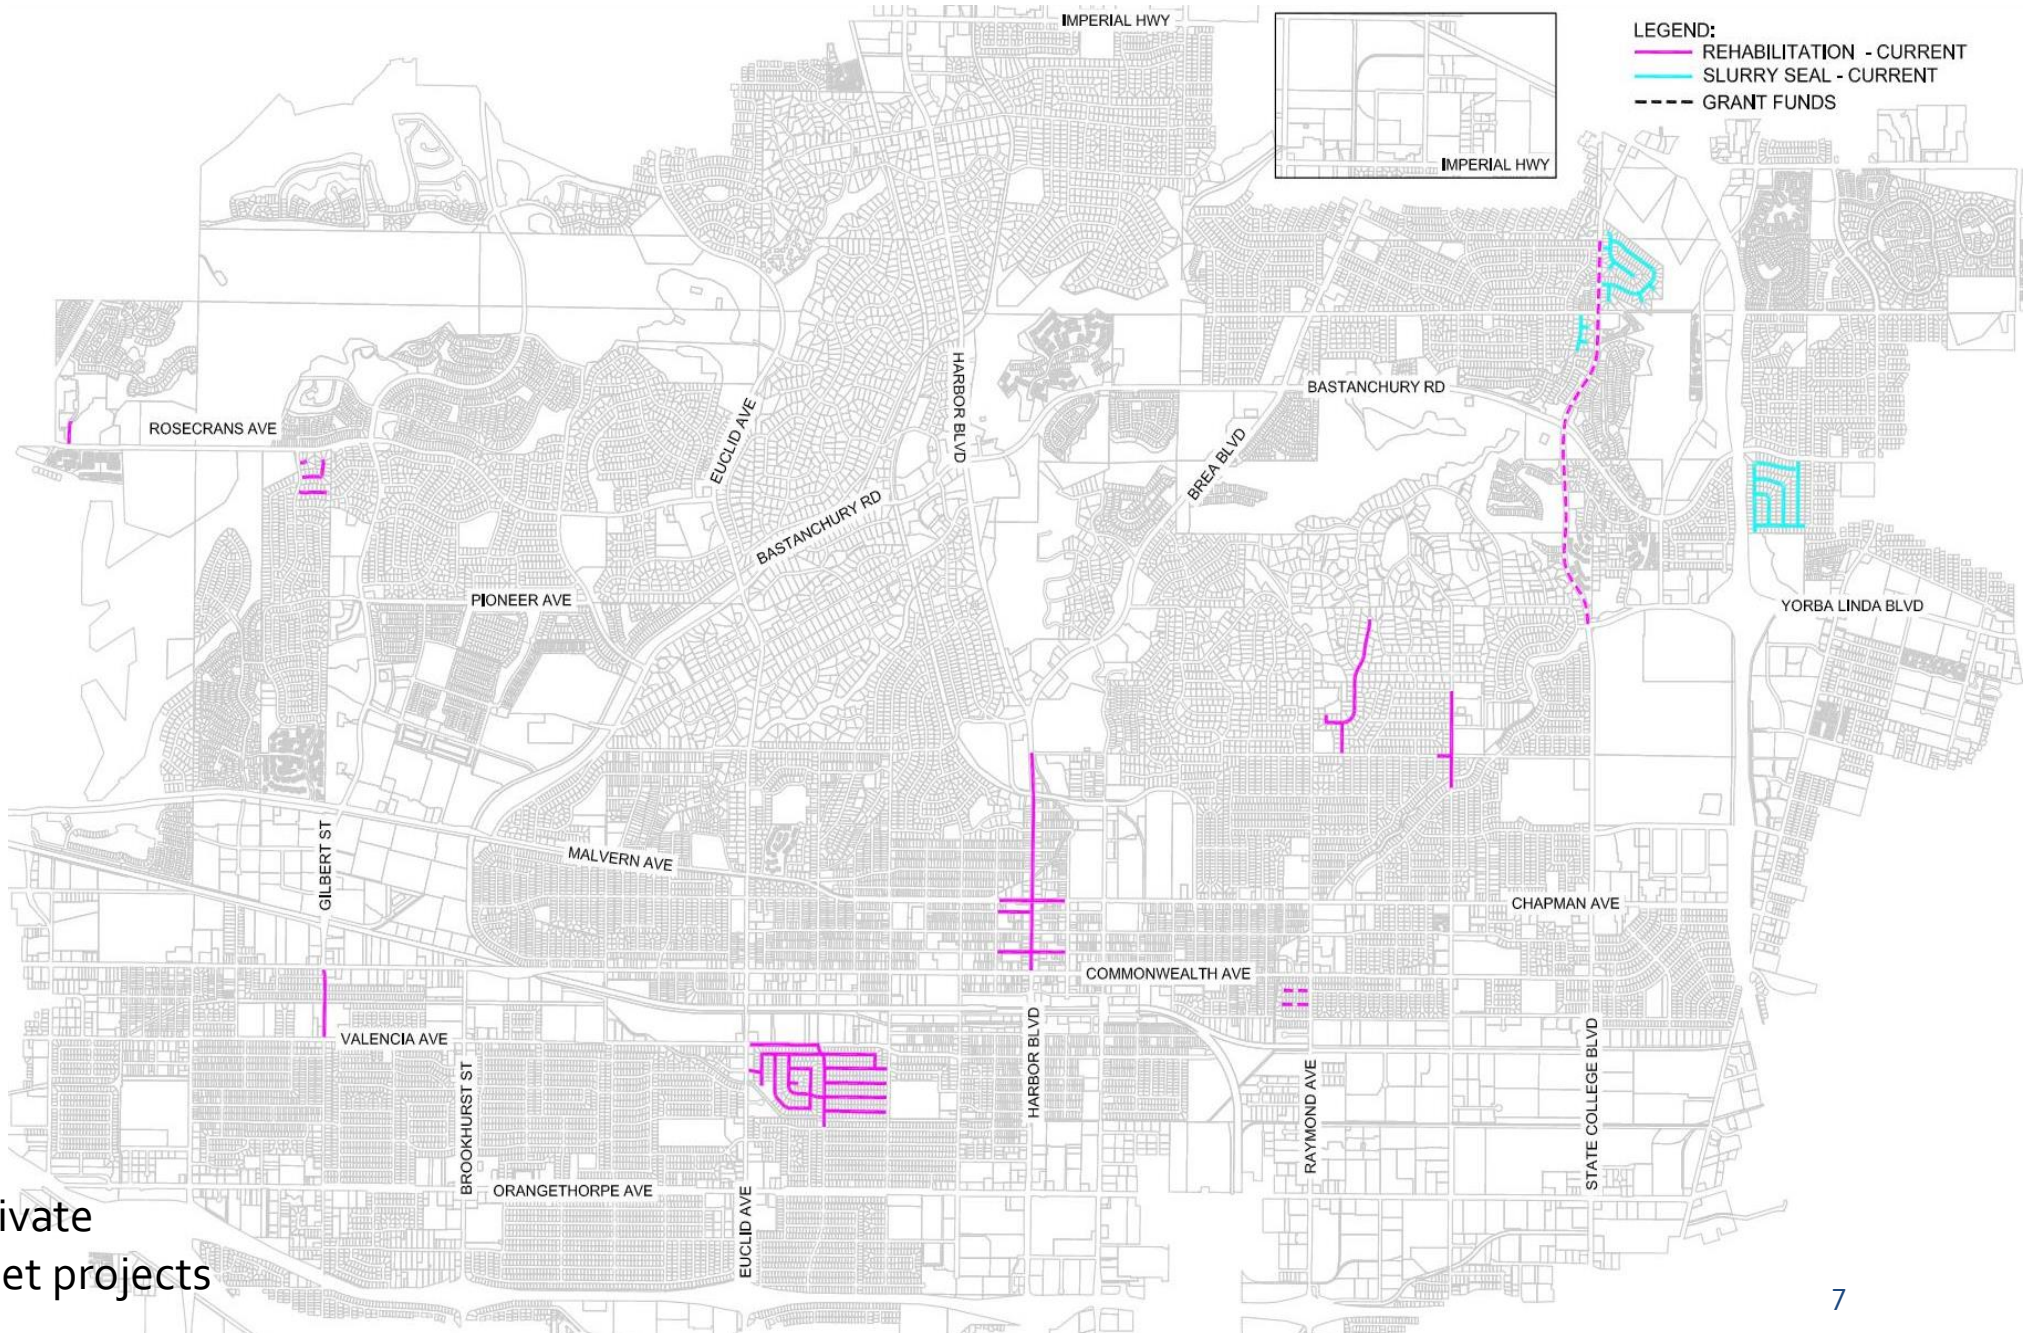 IMPERIAL HWY
LEGEND:
REHABILITATION - CURRENT
SLURRY SEAL - CURRENT
GRANT FUNDS
IMPERIAL HWY
ROSECRANS AVE
EUCLID AVE
HARBOR BLVD
BASTANCHURY RD
BREA BLVD
BASTANCHURY RD
PIONEER AVE
YORBA LINDA BLVD
GILBERT ST
MALVERN AVE
CHAPMAN AVE
COMMONWEALTH AVE
VALENCIA AVE
BROOKHURST ST
HARBOR BLVD
RAYMOND AVE
STATE COLLEGE BLVD
ORANGETHORPE AVE
EUCLID AVE
ivate
et projects
7